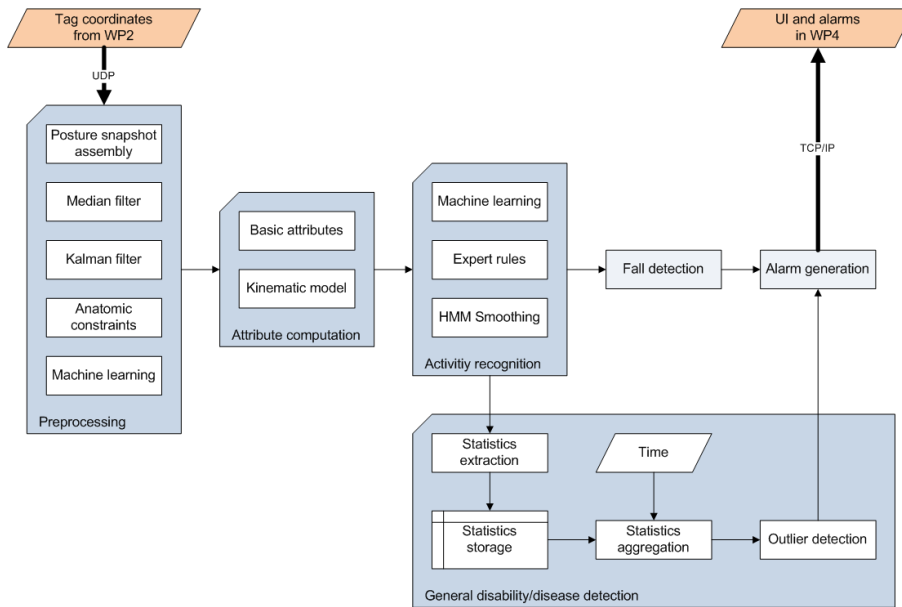 Tag coordinates
from WP2
UI and alarms
in WP4
UDP
TCP/IP
Posture snapshot
assembly
Median filter
Kalman filter
Anatomic
constraints
Machine learning
Preprocessing
Basic attributes
Kinematic model
Attribute computation
Machine learning
Expert rules
HMM Smoothing
Activitiy recognition
Fall detection
Alarm generation
Statistics
extraction
Time
Statistics
storage
Statistics
aggregation
Outlier detection
General disability/disease detection